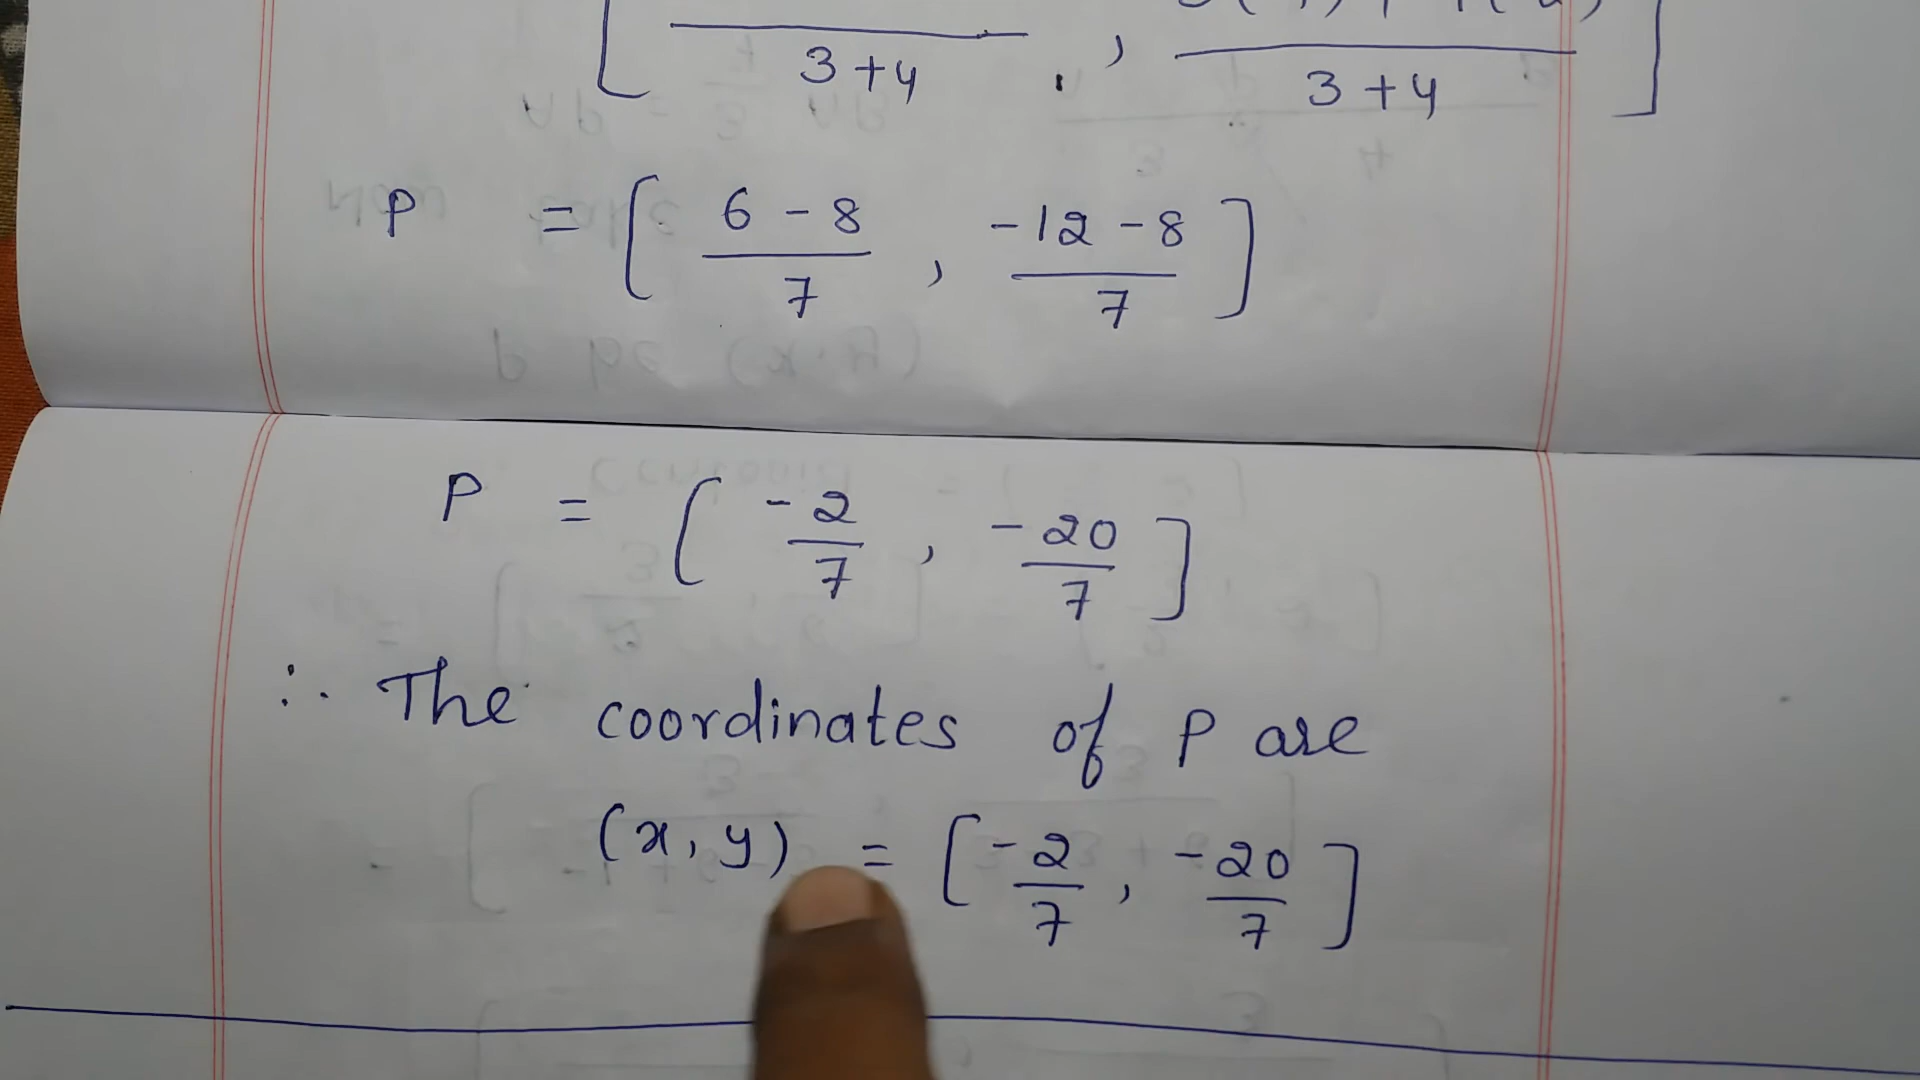 3+4 , 3+4 ]
P = [ 6 - 8 / 7 , -12 - 8 / 7 ]
P = [ -2 / 7 , -20 / 7 ]
∴ The coordinates of P are
(x, y) = [ -2 / 7 , -20 / 7 ]